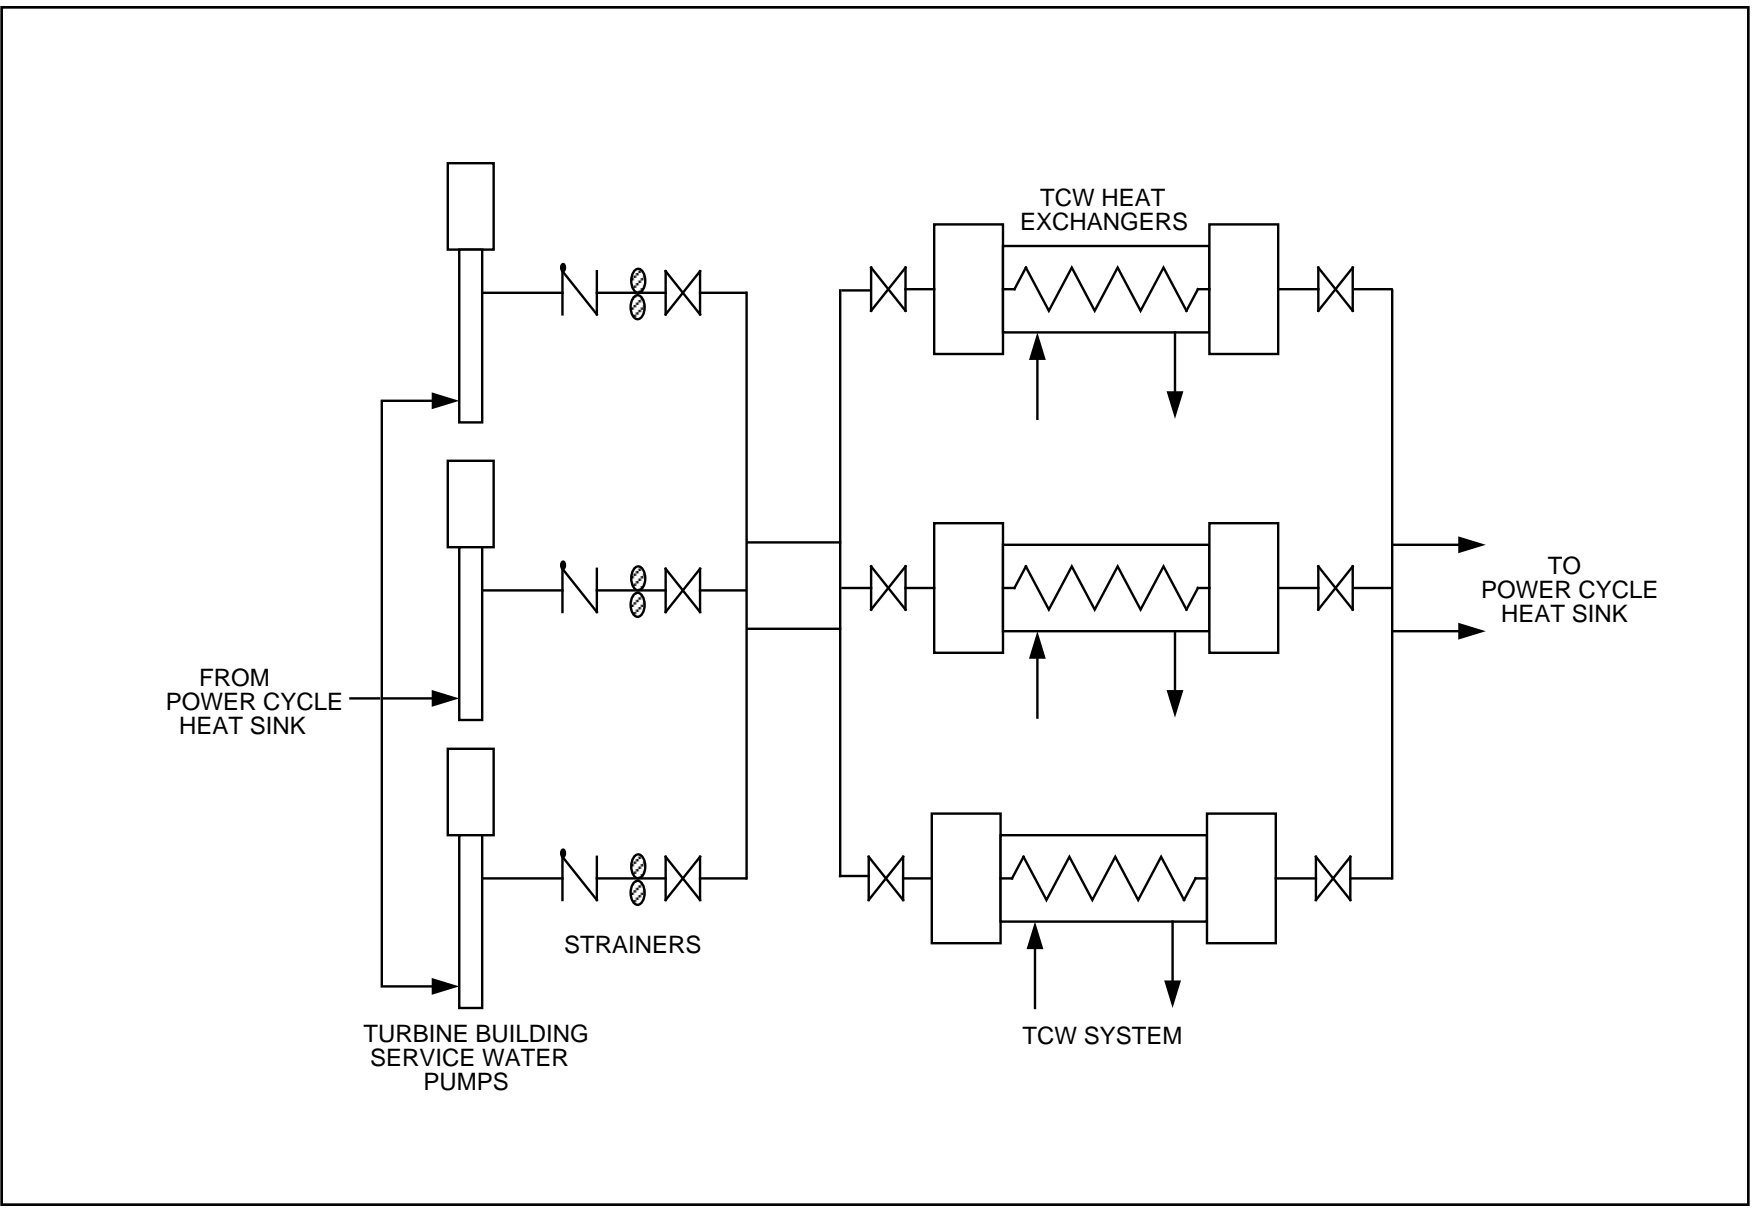 TCW HEAT
EXCHANGERS
TO
POWER CYCLE
HEAT SINK
FROM
POWER CYCLE
HEAT SINK
STRAINERS
TURBINE BUILDING
SERVICE WATER
PUMPS
TCW SYSTEM